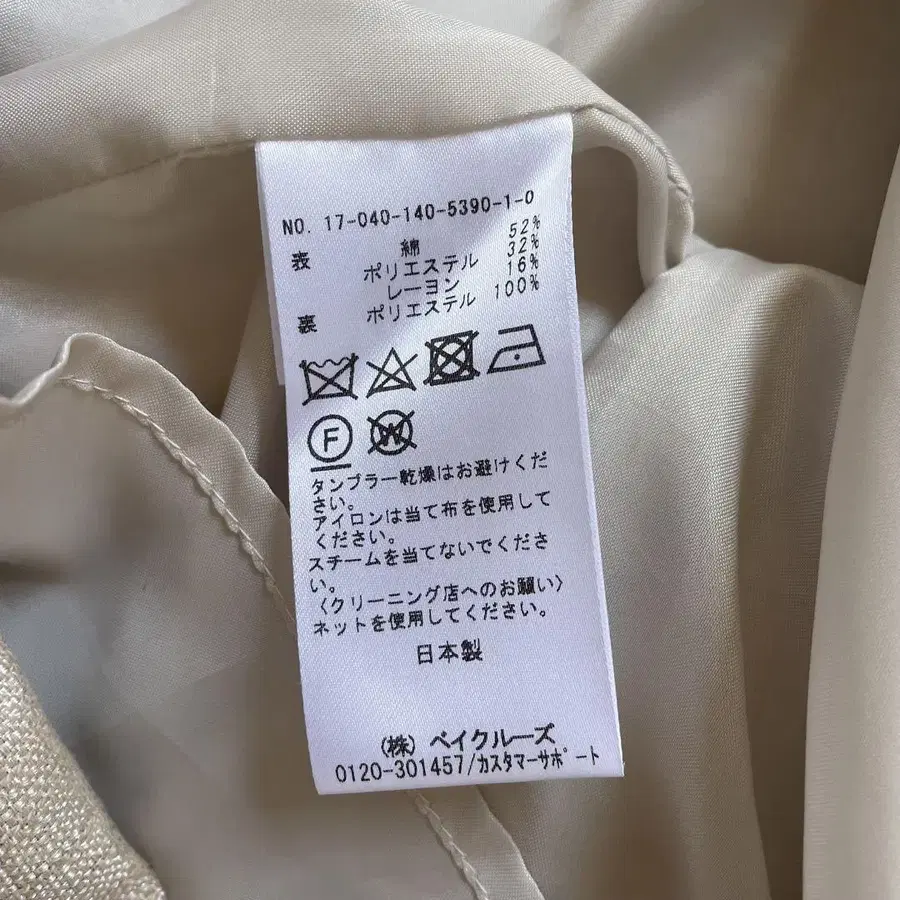 NO. 17-040-140-5390-1-0
表 綿 52%
ポリエステル 32%
レーヨン 16%
裏 ポリエステル 100%
F W
タンブラー乾燥はお避けくだ
さい。
アイロンは当て布を使用して
ください。
スチームを当てないでくださ
い。
〈クリーニング店へのお願い〉
ネットを使用してください。
日本製
(株) ベイクルーズ
0120-301457/カスタマーサポート